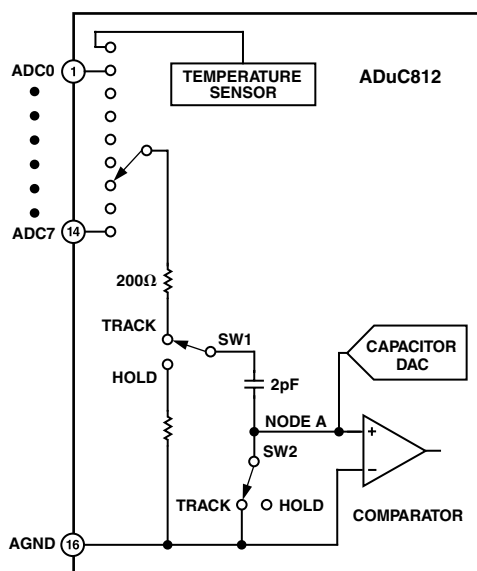 TEMPERATURE
SENSOR
ADuC812
ADC0
1
ADC7
14
200Ω
TRACK
SW1
HOLD
2pF
CAPACITOR
DAC
NODE A
+
SW2
−
TRACK
HOLD
COMPARATOR
AGND
16